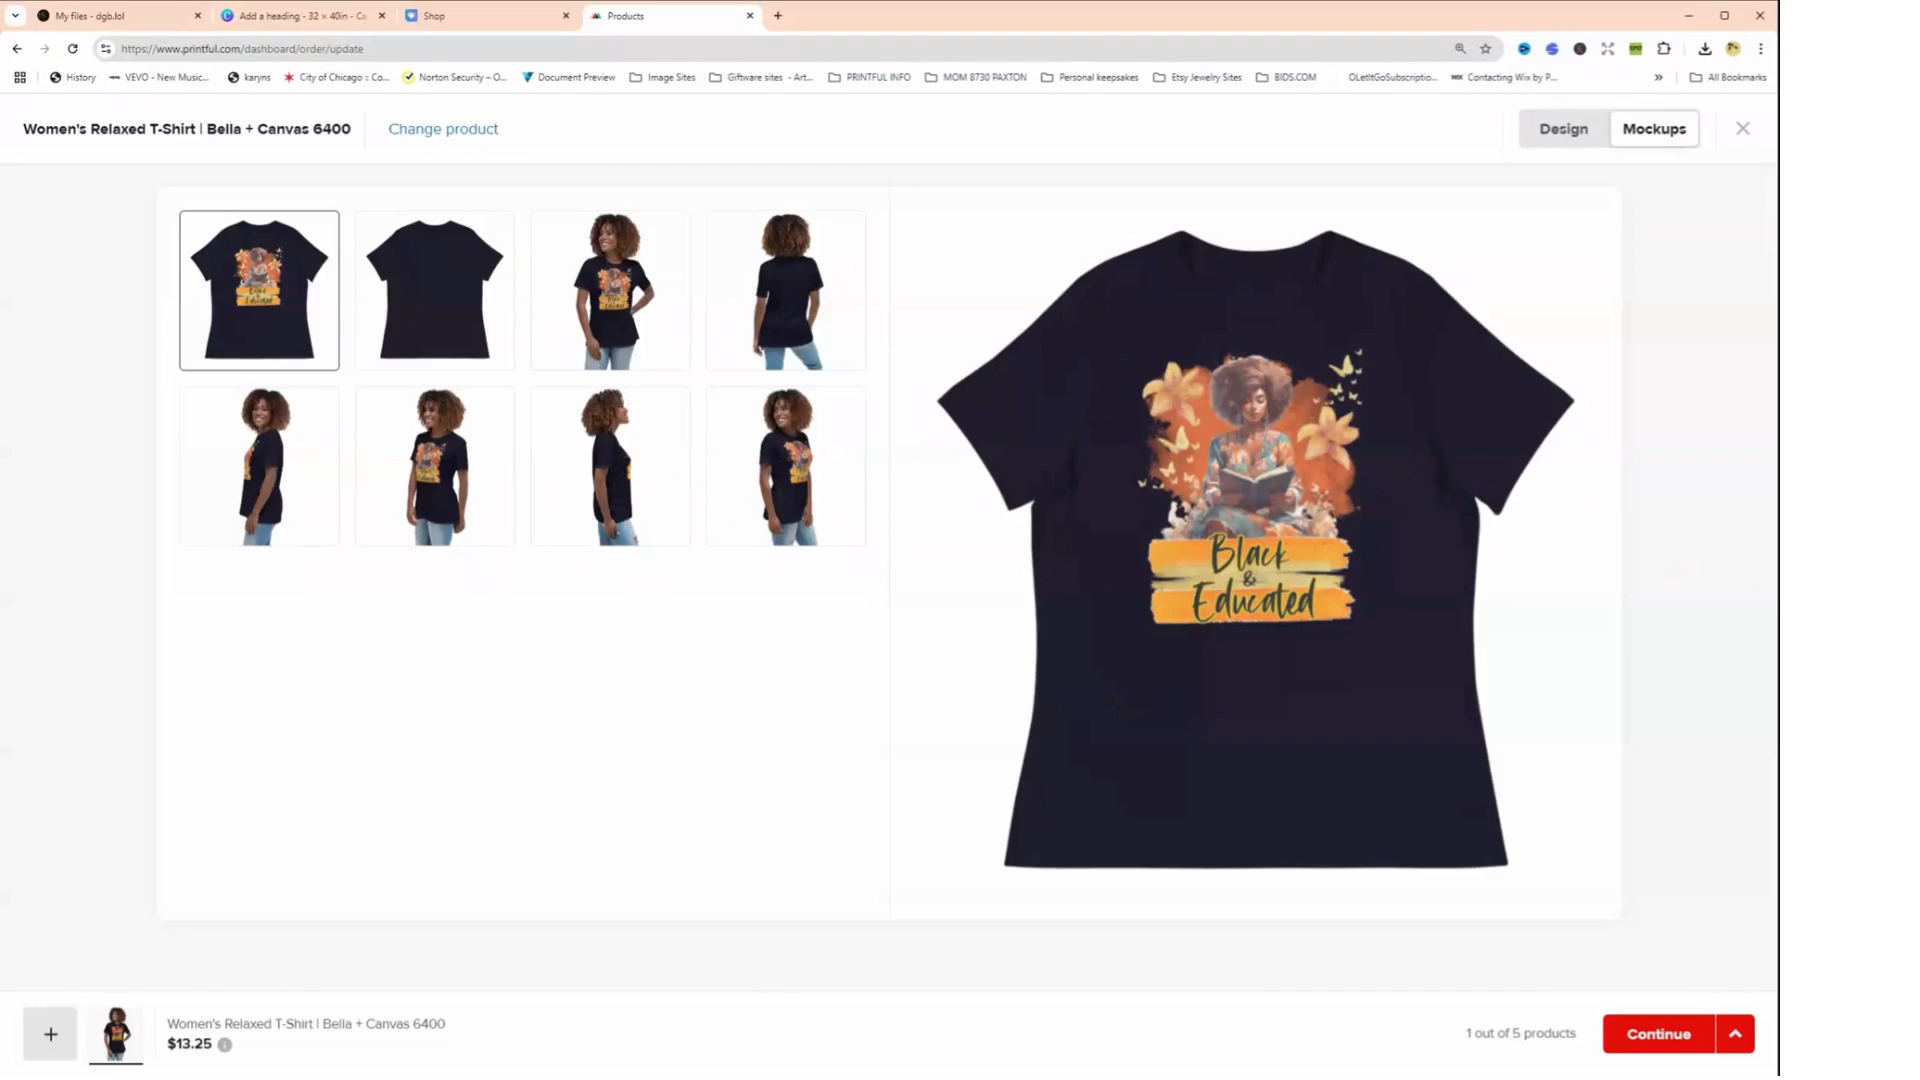 My files - dgb.lol
Add a heading - 32 × 40in - Ca
Shop
Products
https://www.printful.com/dashboard/order/update
History
VEVO - New Music...
karyns
City of Chicago :: Co...
Norton Security – O...
Document Preview
Image Sites
Giftware sites - Art...
PRINTFUL INFO
MOM 8730 PAXTON
Personal keepsakes
Etsy Jewelry Sites
BIDS.COM
OLetItGoSubscriptio...
WIX Contacting Wix by P...
»
All Bookmarks
Women's Relaxed T-Shirt | Bella + Canvas 6400
Change product
Design
Mockups
Black
&
Educated
Women's Relaxed T-Shirt | Bella + Canvas 6400
$13.25
1 out of 5 products
Continue